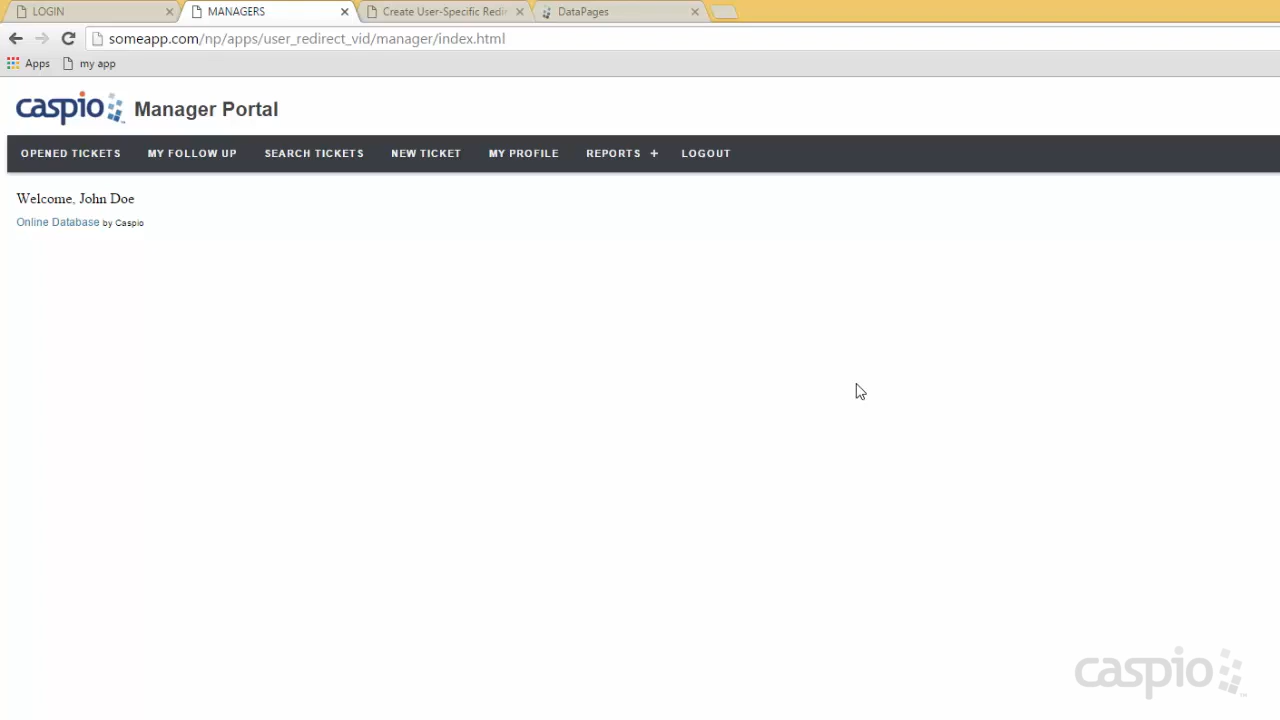 LOGIN MANAGERS Create User-Specific Redir DataPages
someapp.com/np/apps/user_redirect_vid/manager/index.html
Apps my app
caspio Manager Portal
OPENED TICKETS MY FOLLOW UP SEARCH TICKETS NEW TICKET MY PROFILE REPORTS + LOGOUT
Welcome, John Doe
Online Database by Caspio
caspio